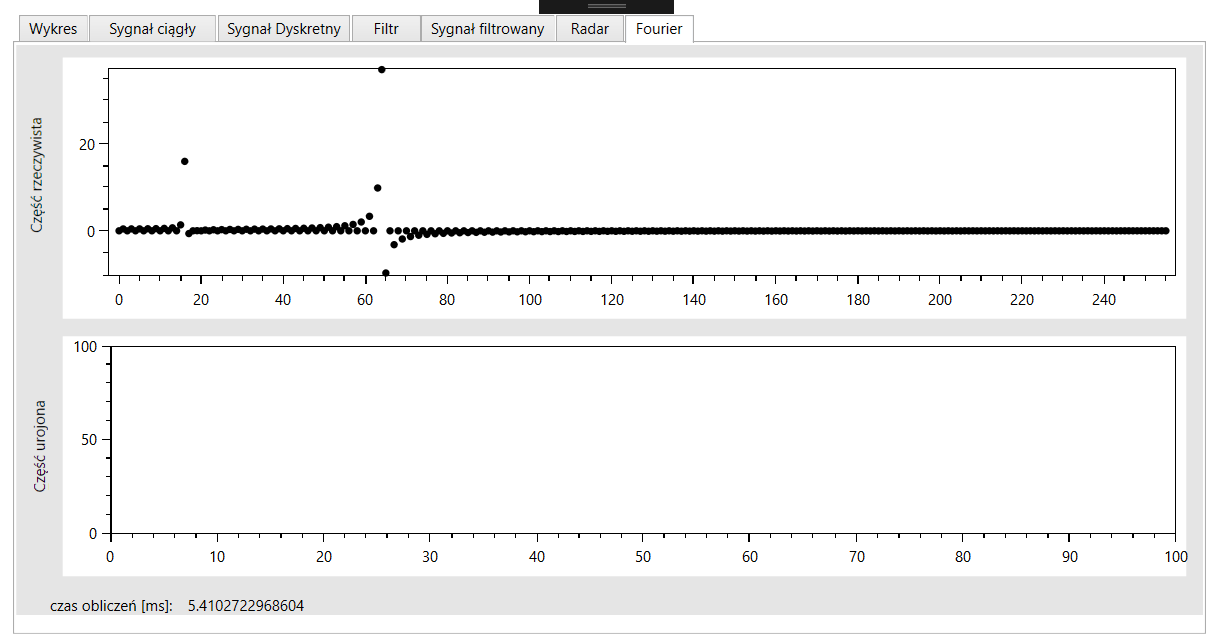 Wykres Sygnał ciągły Sygnał Dyskretny Filtr Sygnał filtrowany Radar Fourier
Część rzeczywista
20
0
0 20 40 60 80 100 120 140 160 180 200 220 240
Część urojona
100
50
0
0 10 20 30 40 50 60 70 80 90 100
czas obliczeń [ms]: 5.4102722968604